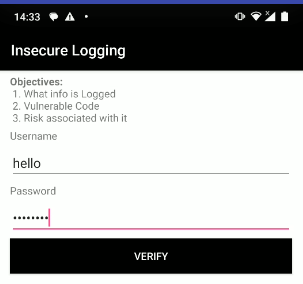 14:33
Insecure Logging
Objectives:
1. What info is Logged
2. Vulnerable Code
3. Risk associated with it
Username
hello
Password
••••••••
VERIFY